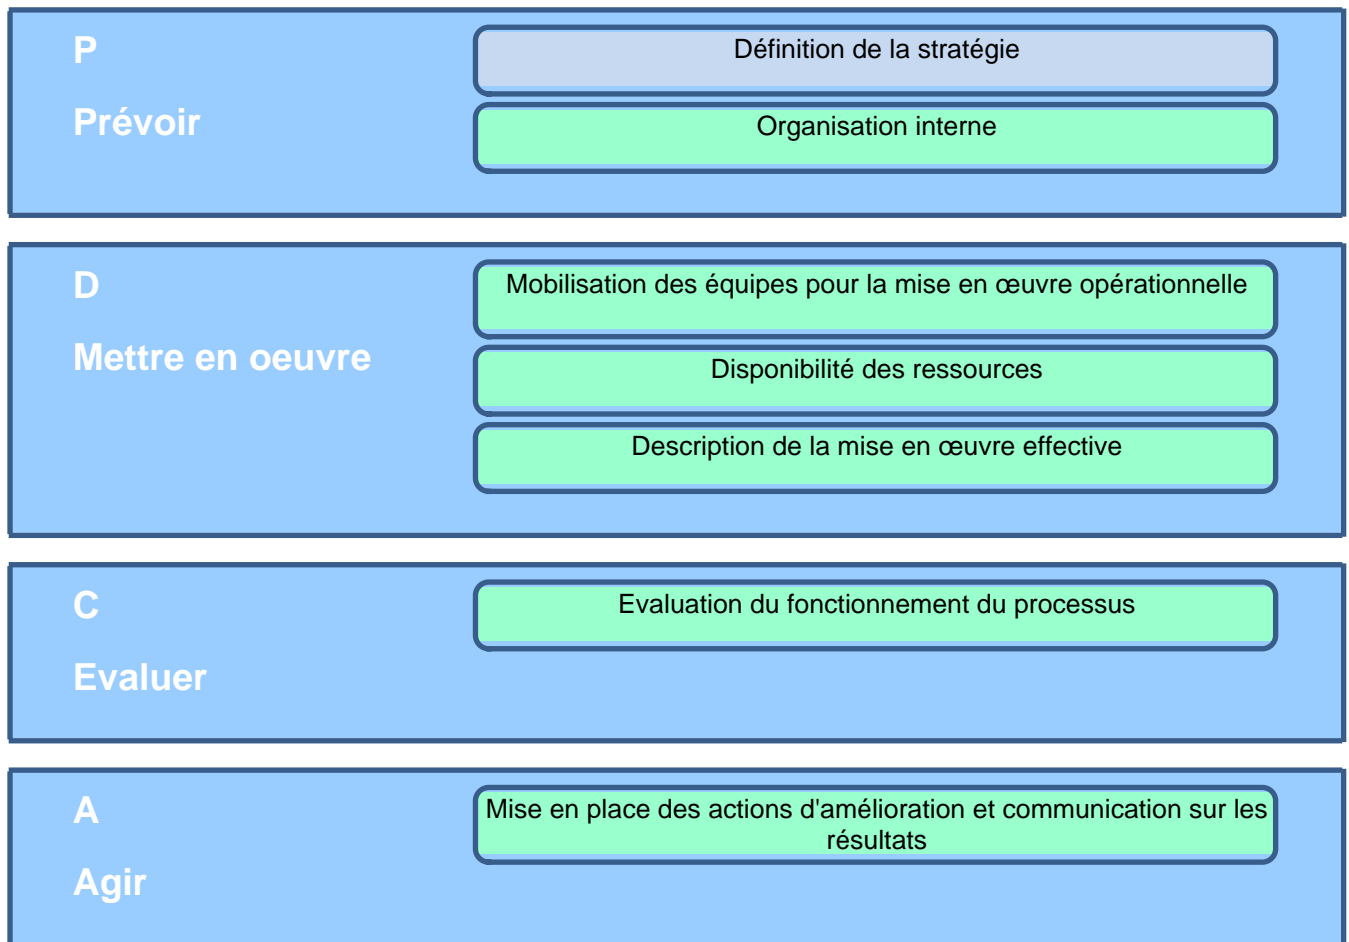 P
Définition de la stratégie
Prévoir
Organisation interne
D
Mobilisation des équipes pour la mise en œuvre opérationnelle
Mettre en oeuvre
Disponibilité des ressources
Description de la mise en œuvre effective
C
Evaluation du fonctionnement du processus
Evaluer
A
Mise en place des actions d'amélioration et communication sur les
résultats
Agir